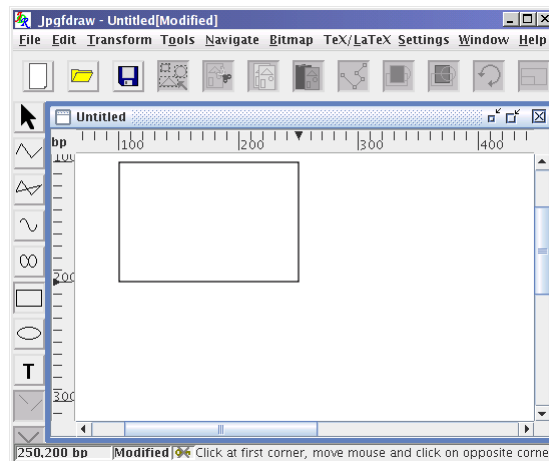 Jpgfdraw - Untitled[Modified]
File Edit Transform Tools Navigate Bitmap TeX/LaTeX Settings Window Help
Untitled
bp 100 200 300 400
100
200
300
T
250,200 bp Modified Click at first corner, move mouse and click on opposite corne